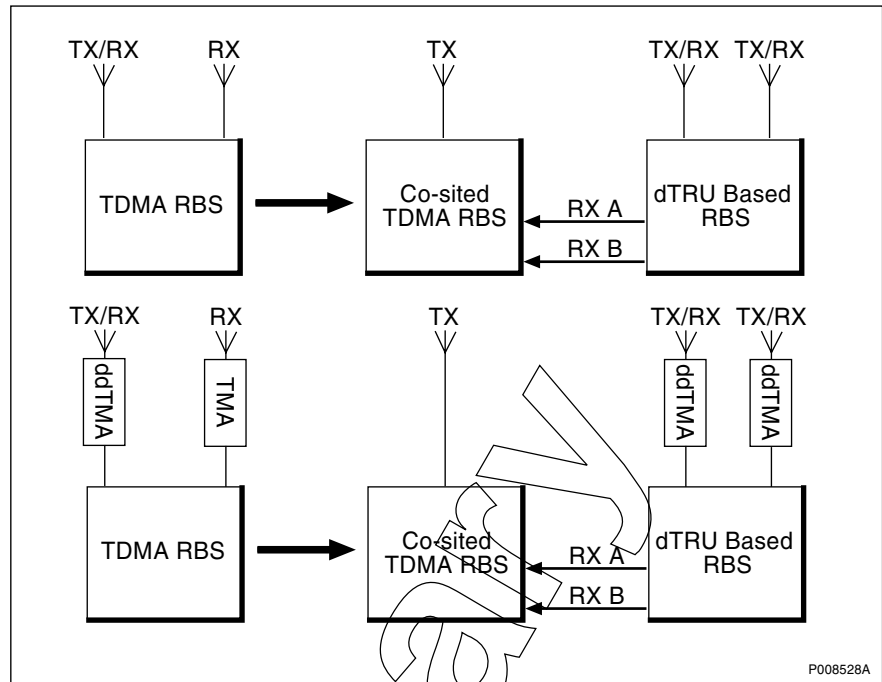 TX/RX RX TX TX/RX TX/RX
TDMA RBS
Co-sited
TDMA RBS
RX A
RX B
dTRU Based
RBS
TX/RX RX TX TX/RX TX/RX
ddTMA TMA ddTMA ddTMA
TDMA RBS
Co-sited
TDMA RBS
RX A
RX B
dTRU Based
RBS
P008528A